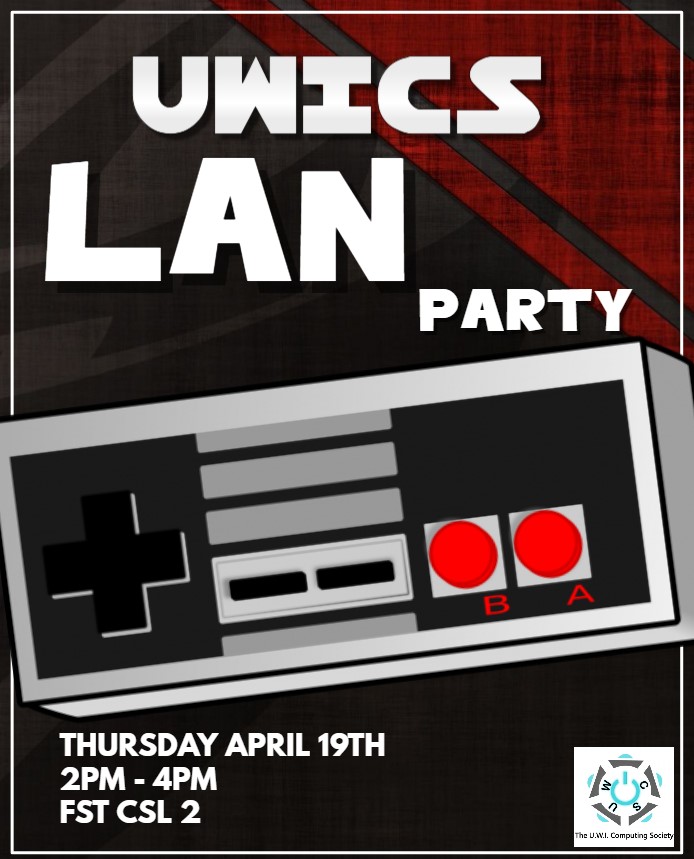 UWICS
LAN
PARTY
B A
THURSDAY APRIL 19TH
2PM - 4PM
FST CSL 2
U W I C S
The U.W.I. Computing Society